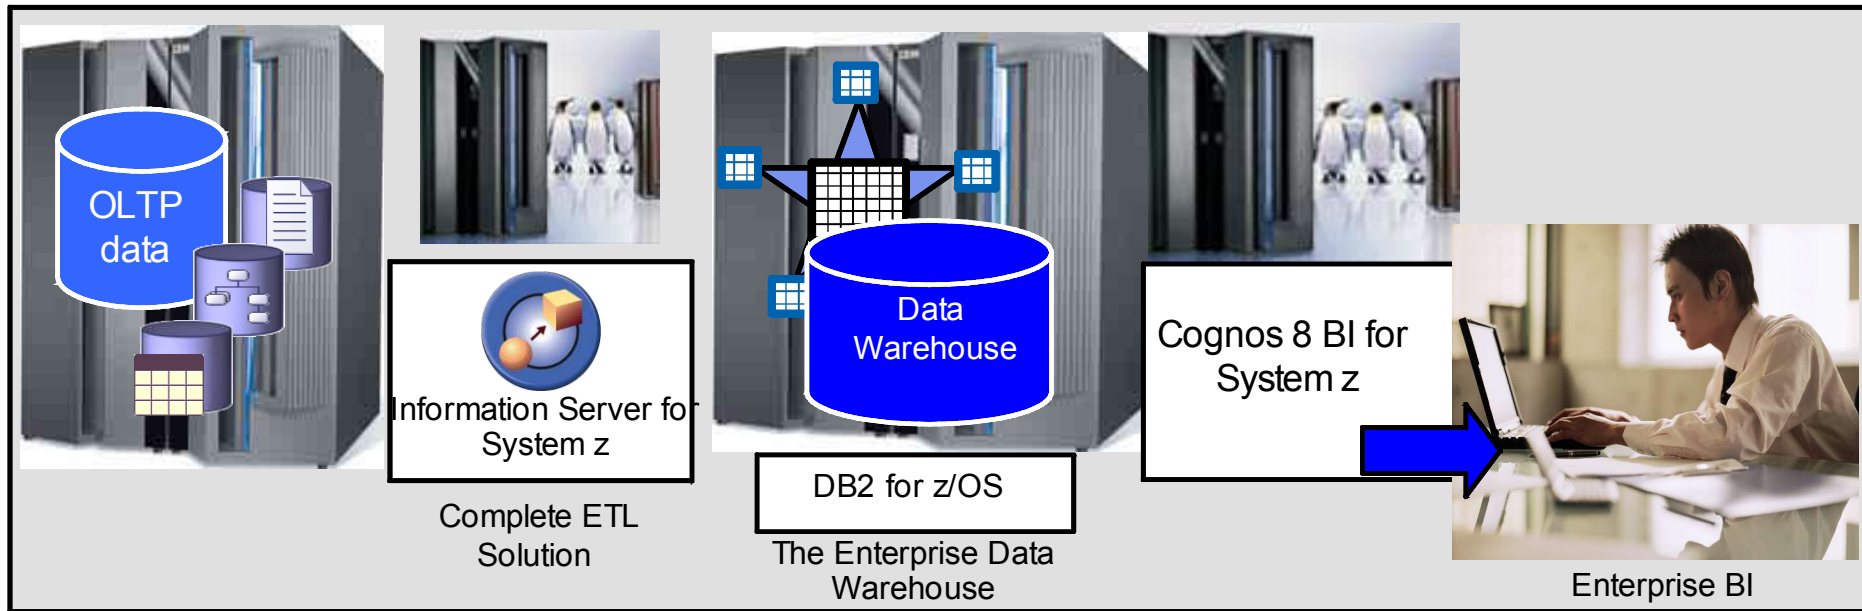 OLTP
data
Information Server for
System z
Complete ETL
Solution
Data
Warehouse
DB2 for z/OS
The Enterprise Data
Warehouse
Cognos 8 BI for
System z
Enterprise BI